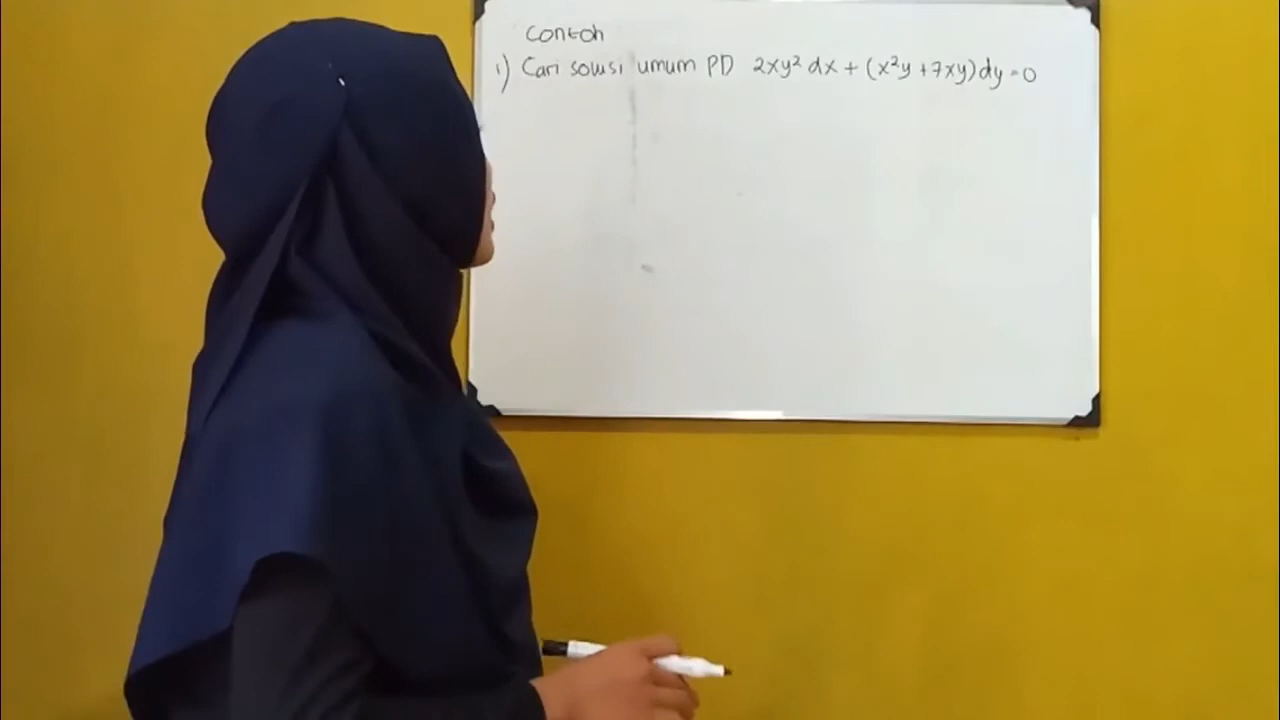 Contoh
1) Cari solusi umum PD 2xy² dx + (x²y + 7xy) dy = 0